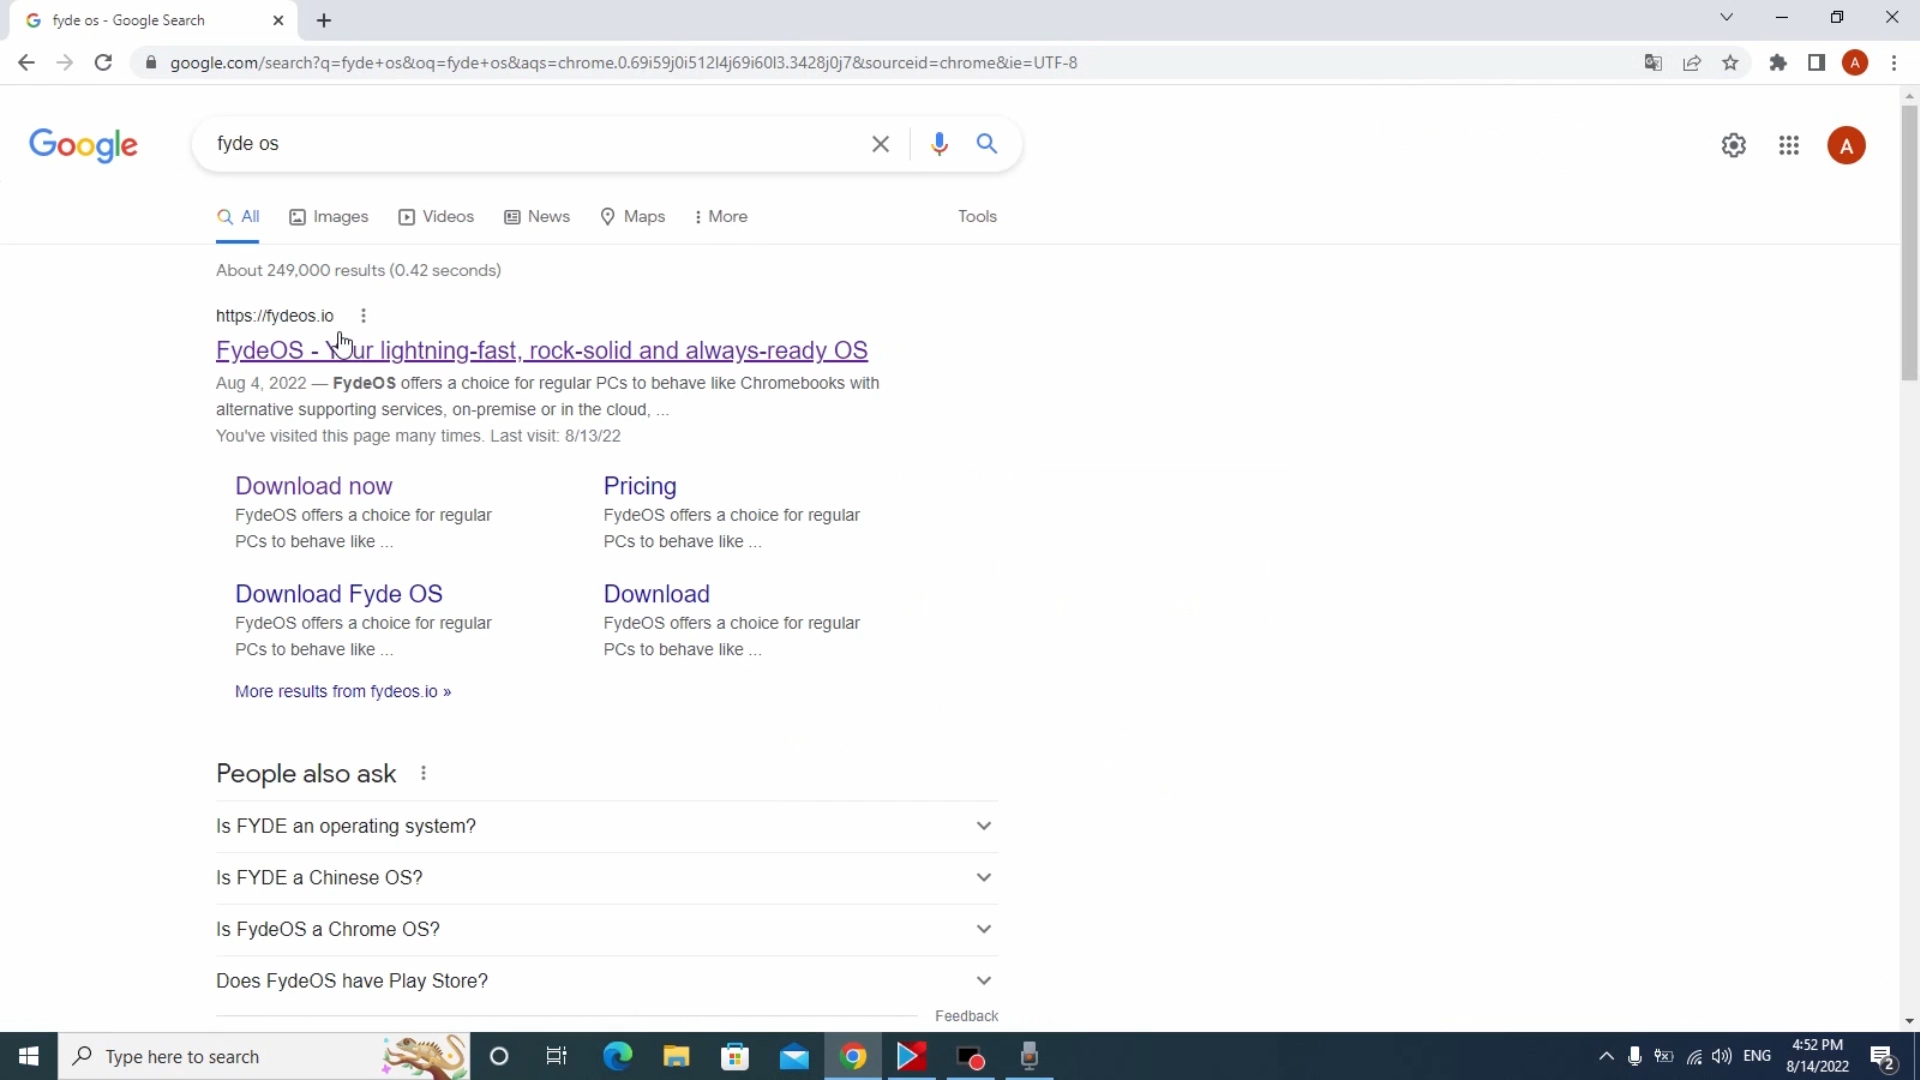 fyde os - Google Search
google.com/search?q=fyde+os&oq=fyde+os&aqs=chrome.0.69i59j0i512l4j69i60l3.3428j0j7&sourceid=chrome&ie=UTF-8
A
Google
fyde os
A
All
Images
Videos
News
Maps
More
Tools
About 249,000 results (0.42 seconds)
https://fydeos.io
FydeOS - Your lightning-fast, rock-solid and always-ready OS
Aug 4, 2022 — FydeOS offers a choice for regular PCs to behave like Chromebooks with
alternative supporting services, on-premise or in the cloud, ...
You've visited this page many times. Last visit: 8/13/22
Download now
FydeOS offers a choice for regular
PCs to behave like ...
Pricing
FydeOS offers a choice for regular
PCs to behave like ...
Download Fyde OS
FydeOS offers a choice for regular
PCs to behave like ...
Download
FydeOS offers a choice for regular
PCs to behave like ...
More results from fydeos.io »
People also ask
Is FYDE an operating system?
Is FYDE a Chinese OS?
Is FydeOS a Chrome OS?
Does FydeOS have Play Store?
Feedback
Type here to search
ENG
4:52 PM
8/14/2022
2